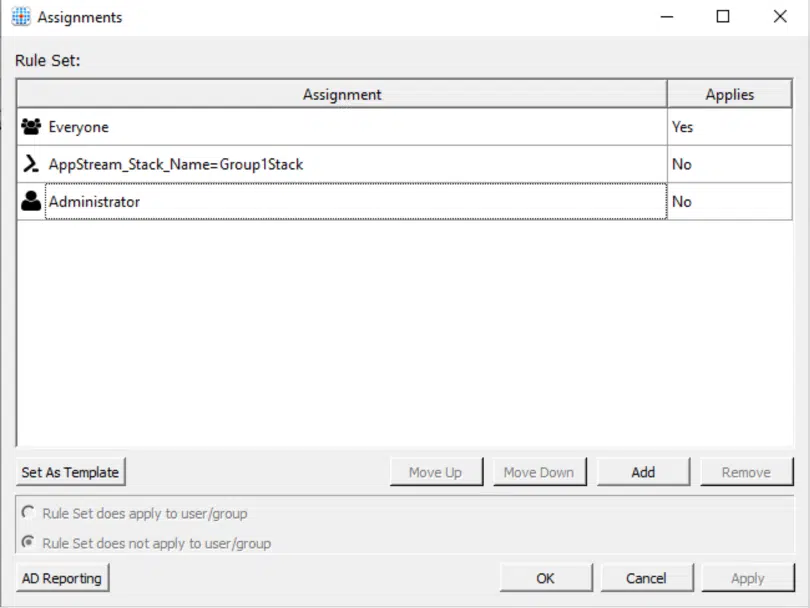 Assignments
Rule Set:
Assignment Applies
Everyone Yes
AppStream_Stack_Name=Group1Stack No
Administrator No
Set As Template Move Up Move Down Add Remove
Rule Set does apply to user/group
Rule Set does not apply to user/group
AD Reporting OK Cancel Apply